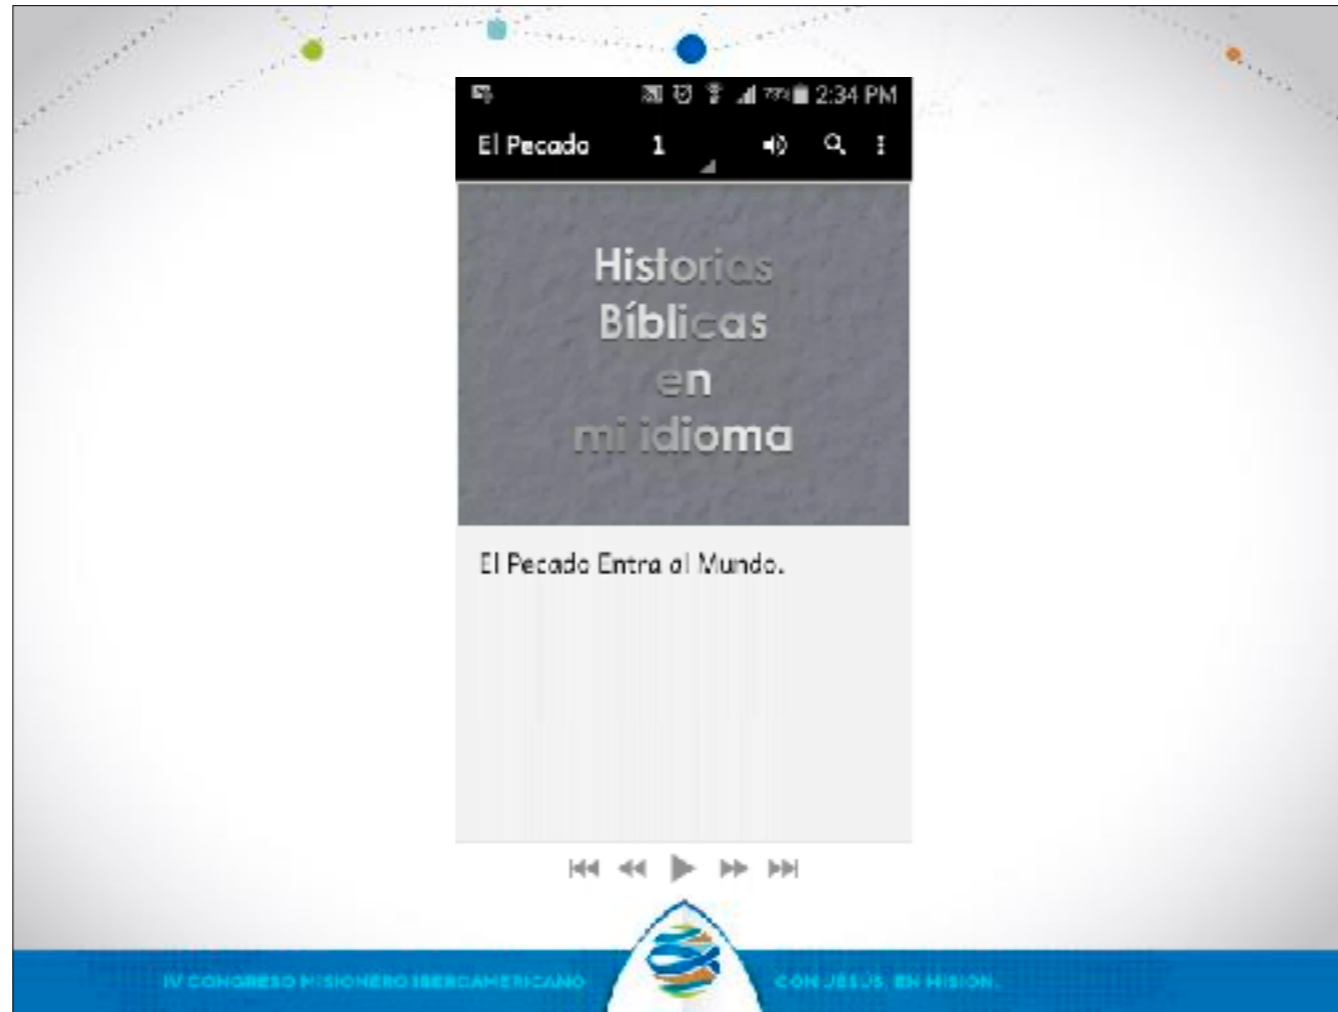 2:34 PM
El Pecado 1
Historias
Bíblicas
en
mi idioma
El Pecado Entra al Mundo.
IV CONGRESO MISIONERO IBEROAMERICANO CON JESÚS, EN MISION.